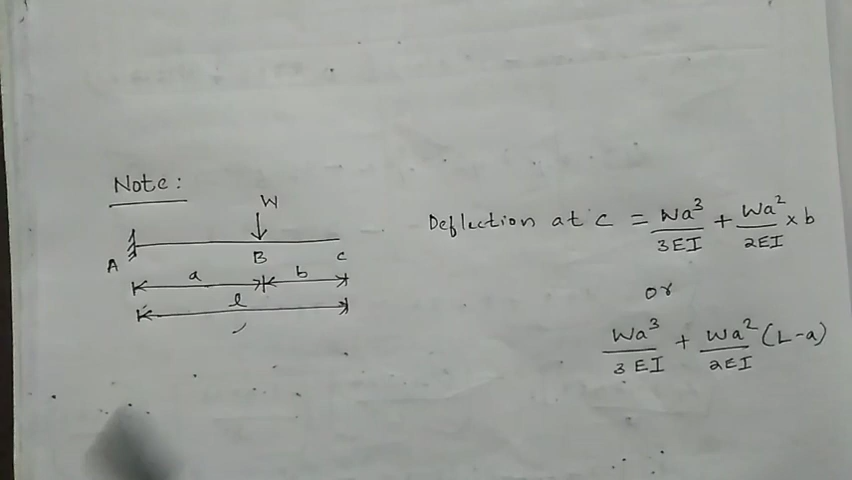 Note:
W
A B C
a b
l
Deflection at C = Wa³/3EI + Wa²/2EI × b
or
Wa³/3EI + Wa²/2EI (L-a)